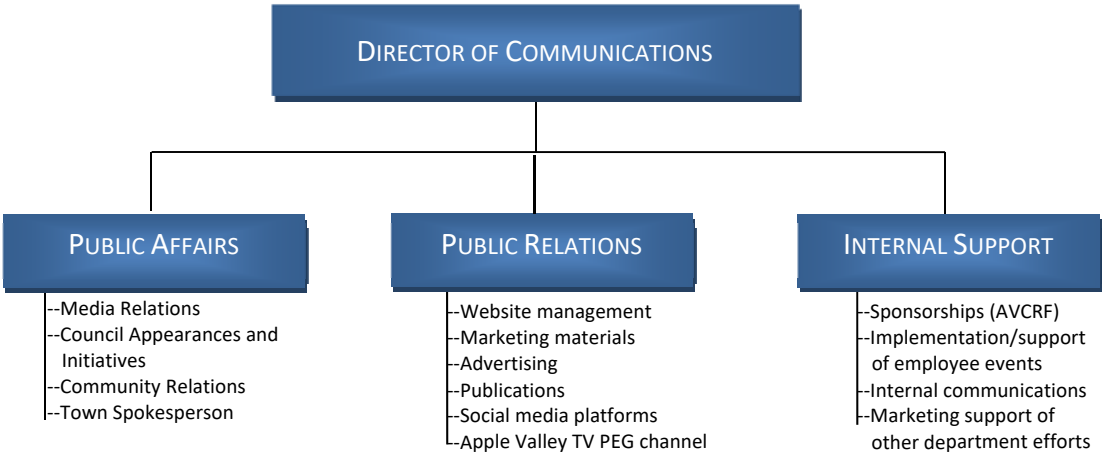 DIRECTOR OF COMMUNICATIONS
PUBLIC AFFAIRS
--Media Relations
--Council Appearances and
Initiatives
--Community Relations
--Town Spokesperson
PUBLIC RELATIONS
--Website management
--Marketing materials
--Advertising
--Publications
--Social media platforms
--Apple Valley TV PEG channel
INTERNAL SUPPORT
--Sponsorships (AVCRF)
--Implementation/support
of employee events
--Internal communications
--Marketing support of
other department efforts